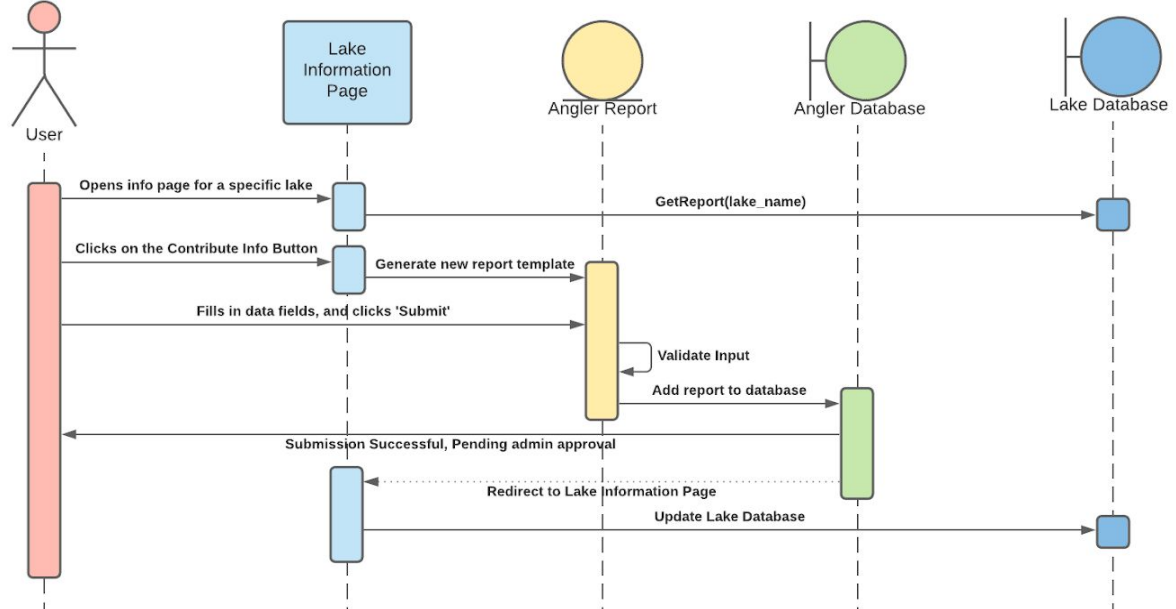 Lake
Information
Page
User
Angler Report
Angler Database
Lake Database
Opens info page for a specific lake
GetReport(lake_name)
Clicks on the Contribute Info Button
Generate new report template
Fills in data fields, and clicks 'Submit'
Validate Input
Add report to database
Submission Successful, Pending admin approval
Redirect to Lake Information Page
Update Lake Database